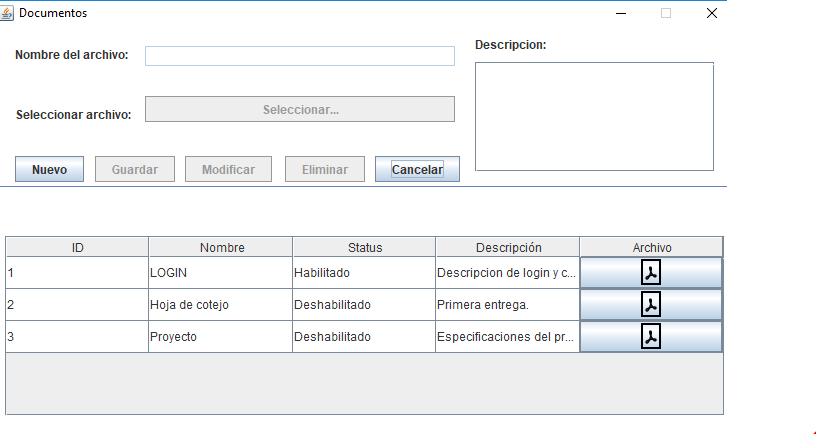 Documentos
Nombre del archivo:
Descripcion:
Seleccionar archivo:
Seleccionar...
Nuevo Guardar Modificar Eliminar Cancelar
ID Nombre Status Descripción Archivo
1 LOGIN Habilitado Descripcion de login y c...
2 Hoja de cotejo Deshabilitado Primera entrega.
3 Proyecto Deshabilitado Especificaciones del pr...